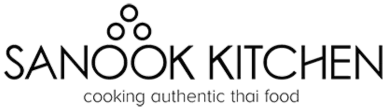 SANOOK KITCHEN
cooking authentic thai food